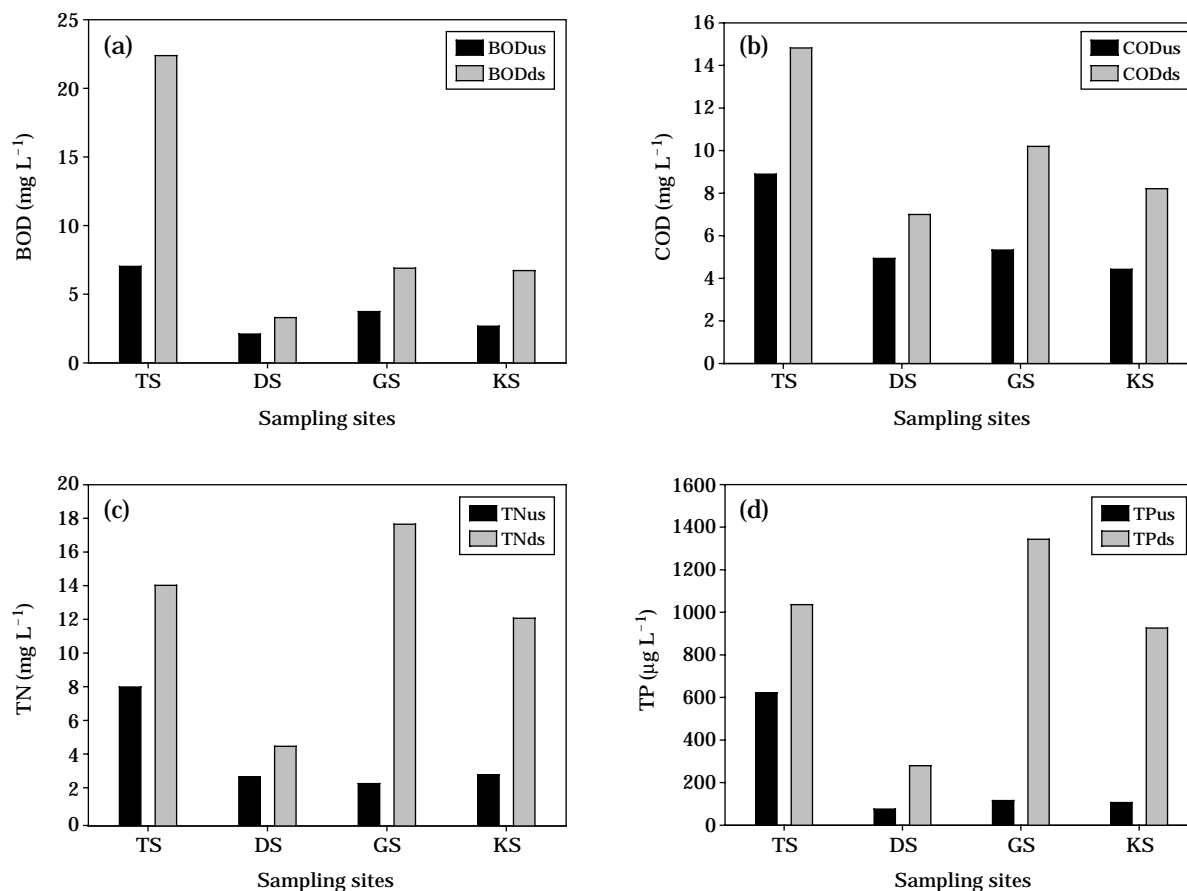 (a)
BODus
BODds
BOD (mg L⁻¹)
25
20
15
10
5
0
TS DS GS KS
Sampling sites
(b)
CODus
CODds
COD (mg L⁻¹)
16
14
12
10
8
6
4
2
0
TS DS GS KS
Sampling sites
(c)
TNus
TNds
TN (mg L⁻¹)
20
18
16
14
12
10
8
6
4
2
0
TS DS GS KS
Sampling sites
(d)
TPus
TPds
TP (µg L⁻¹)
1600
1400
1200
1000
800
600
400
200
0
TS DS GS KS
Sampling sites